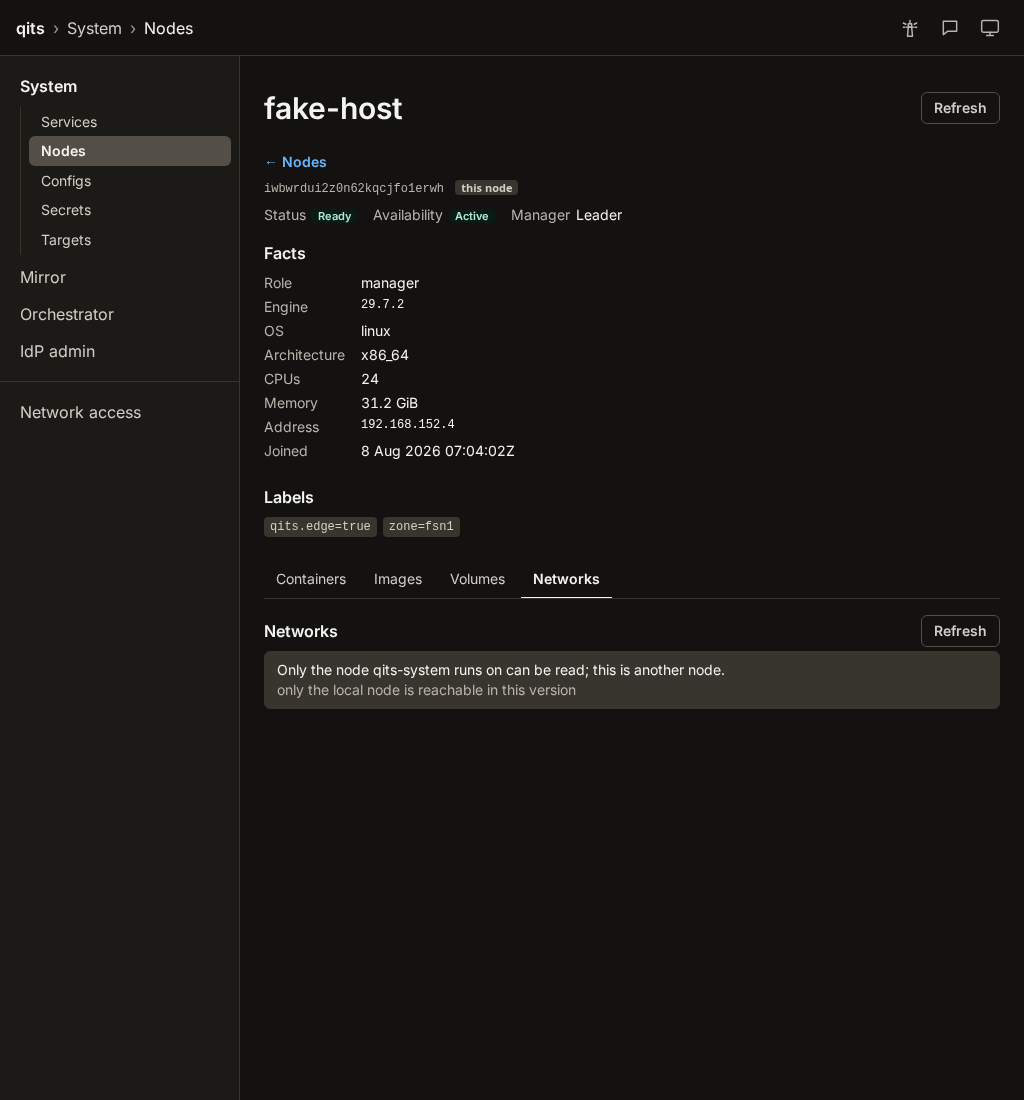 qits › System › Nodes
System
Services
Nodes
Configs
Secrets
Targets
Mirror
Orchestrator
IdP admin
Network access
fake-host
Refresh
← Nodes
iwbwrdui2z0n62kqcjfo1erwh this node
Status Ready Availability Active Manager Leader
Facts
Role manager
Engine 29.7.2
OS linux
Architecture x86_64
CPUs 24
Memory 31.2 GiB
Address 192.168.152.4
Joined 8 Aug 2026 07:04:02Z
Labels
qits.edge=true zone=fsn1
Containers Images Volumes Networks
Networks Refresh
Only the node qits-system runs on can be read; this is another node.
only the local node is reachable in this version